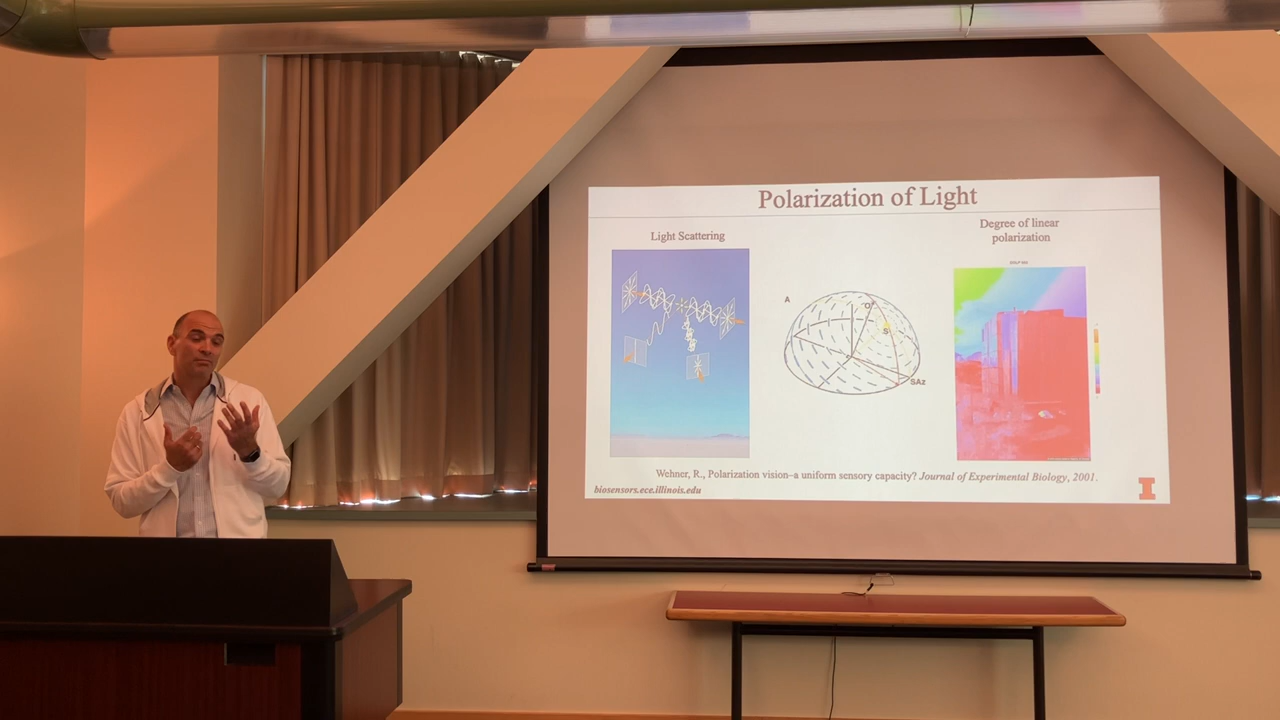 Polarization of Light
Light Scattering
Degree of linear
polarization
A
O
S
SAz
Wehner, R., Polarization vision–a uniform sensory capacity? Journal of Experimental Biology, 2001.
biosensors.ece.illinois.edu
I